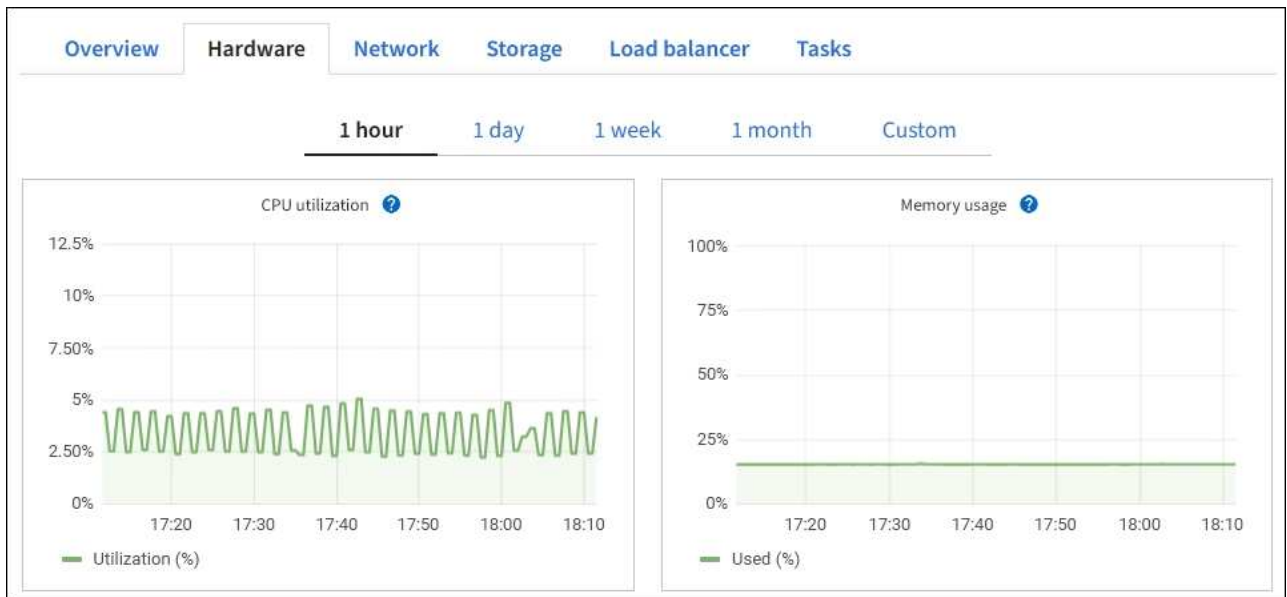 Overview Hardware Network Storage Load balancer Tasks
1 hour 1 day 1 week 1 month Custom
CPU utilization ?
12.5%
10%
7.50%
5%
2.50%
0%
17:20 17:30 17:40 17:50 18:00 18:10
Utilization (%)
Memory usage ?
100%
75%
50%
25%
0%
17:20 17:30 17:40 17:50 18:00 18:10
Used (%)